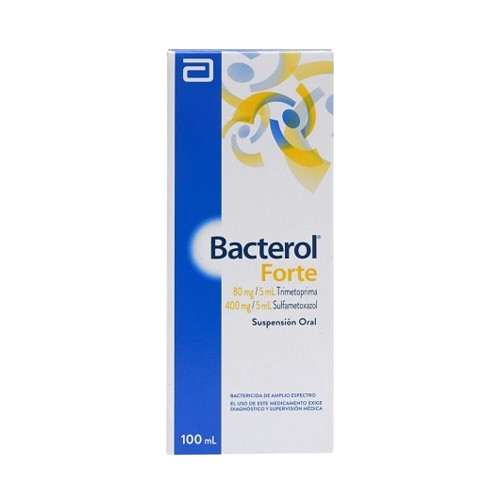 Bacterol®
Forte
80 mg/5 mL Trimetoprima
400 mg/5 mL Sulfametoxazol
Suspensión Oral
BACTERICIDA DE AMPLIO ESPECTRO
EL USO DE ESTE MEDICAMENTO EXIGE
DIAGNÓSTICO Y SUPERVISIÓN MÉDICA
100 mL